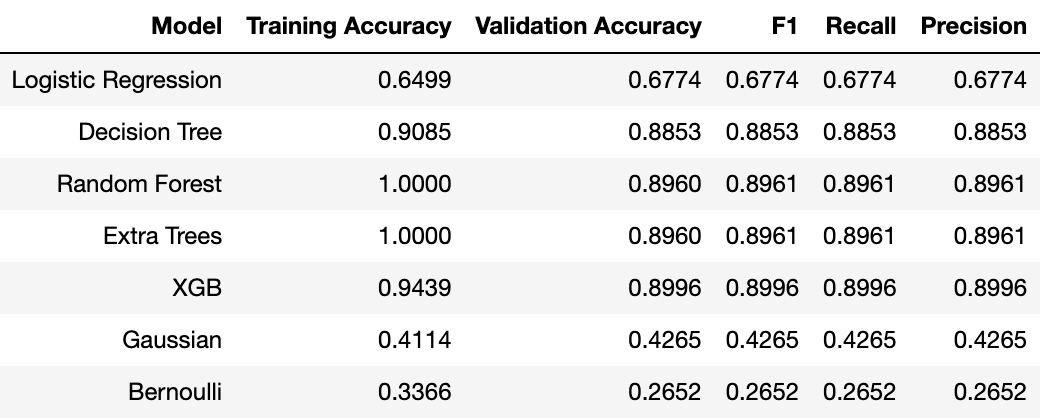 Model Training Accuracy Validation Accuracy F1 Recall Precision
Logistic Regression 0.6499 0.6774 0.6774 0.6774 0.6774
Decision Tree 0.9085 0.8853 0.8853 0.8853 0.8853
Random Forest 1.0000 0.8960 0.8961 0.8961 0.8961
Extra Trees 1.0000 0.8960 0.8961 0.8961 0.8961
XGB 0.9439 0.8996 0.8996 0.8996 0.8996
Gaussian 0.4114 0.4265 0.4265 0.4265 0.4265
Bernoulli 0.3366 0.2652 0.2652 0.2652 0.2652